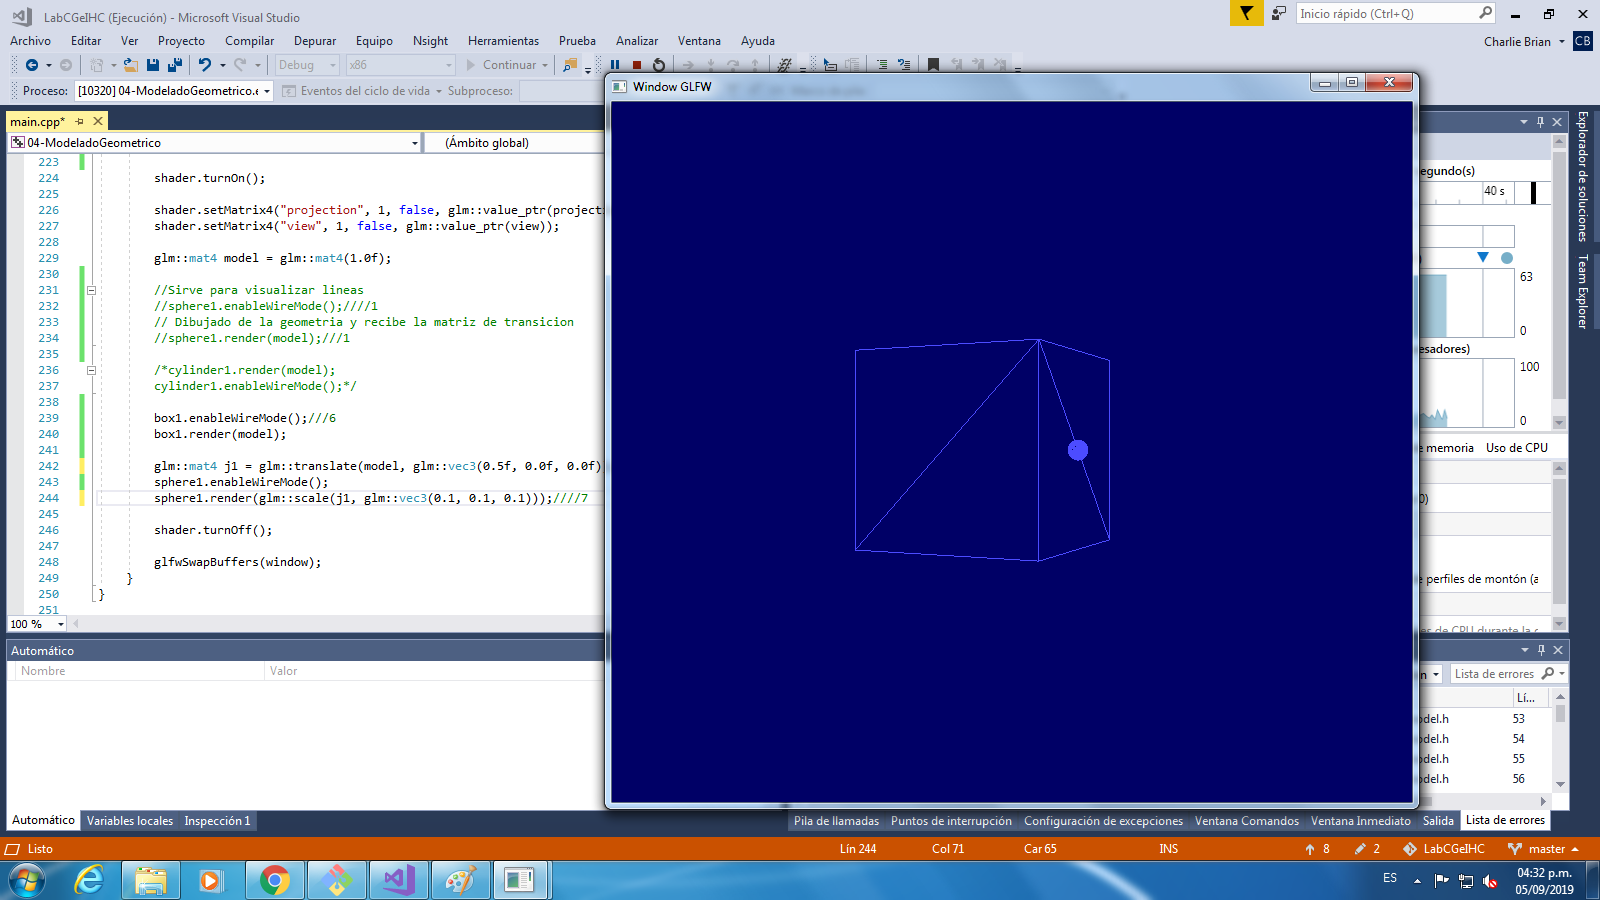 LabCGeIHC (Ejecución) - Microsoft Visual Studio
Inicio rápido (Ctrl+Q)
Archivo Editar Ver Proyecto Compilar Depurar Equipo Nsight Herramientas Prueba Analizar Ventana Ayuda
Charlie Brian CB
Debug x86 Continuar
Proceso: [10320] 04-ModeladoGeometrico.e Eventos del ciclo de vida Subproceso:
Window GLFW
main.cpp*
04-ModeladoGeometrico (Ámbito global)
223
224 shader.turnOn();
225
226 shader.setMatrix4("projection", 1, false, glm::value_ptr(projecti
227 shader.setMatrix4("view", 1, false, glm::value_ptr(view));
228
229 glm::mat4 model = glm::mat4(1.0f);
230
231 //Sirve para visualizar lineas
232 //sphere1.enableWireMode();////1
233 // Dibujado de la geometria y recibe la matriz de transicion
234 //sphere1.render(model);///1
235
236 /*cylinder1.render(model);
237 cylinder1.enableWireMode();*/
238
239 box1.enableWireMode();///6
240 box1.render(model);
241
242 glm::mat4 j1 = glm::translate(model, glm::vec3(0.5f, 0.0f, 0.0f)
243 sphere1.enableWireMode();
244 sphere1.render(glm::scale(j1, glm::vec3(0.1, 0.1, 0.1)));////7
245
246 shader.turnOff();
247
248 glfwSwapBuffers(window);
249 }
250 }
251
100 %
egundo(s)
40 s
63
0
esadores)
100
0
e memoria Uso de CPU
0)
e perfiles de montón (a
es de CPU durante la c
Explorador de soluciones
Team Explorer
Automático
Nombre Valor
n Lista de errores
Lí...
odel.h 53
odel.h 54
odel.h 55
odel.h 56
Automático Variables locales Inspección 1
Pila de llamadas Puntos de interrupción Configuración de excepciones Ventana Comandos Ventana Inmediato Salida Lista de errores
Listo Lín 244 Col 71 Car 65 INS 8 2 LabCGeIHC master
ES
04:32 p.m.
05/09/2019